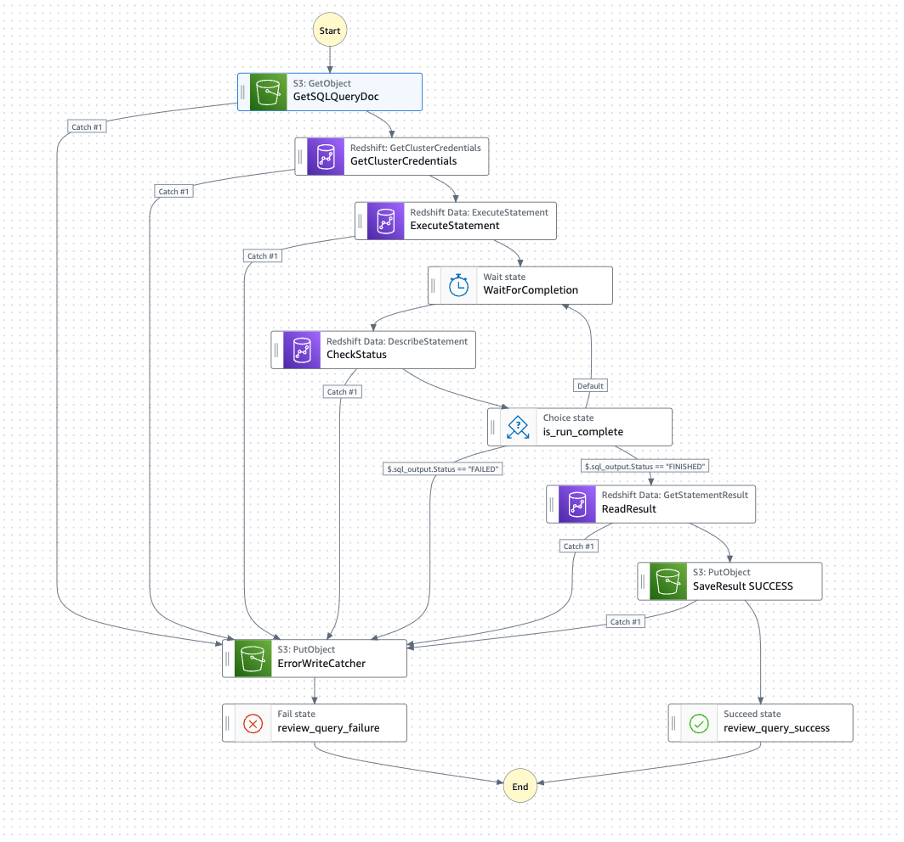 Start
S3: GetObject
GetSQLQueryDoc
Catch #1
Redshift: GetClusterCredentials
GetClusterCredentials
Catch #1
Redshift Data: ExecuteStatement
ExecuteStatement
Catch #1
Wait state
WaitForCompletion
Redshift Data: DescribeStatement
CheckStatus
Catch #1
Default
Choice state
is_run_complete
$.sql_output.Status == "FAILED"
$.sql_output.Status == "FINISHED"
Redshift Data: GetStatementResult
ReadResult
Catch #1
S3: PutObject
SaveResult SUCCESS
Catch #1
S3: PutObject
ErrorWriteCatcher
Fail state
review_query_failure
Succeed state
review_query_success
End